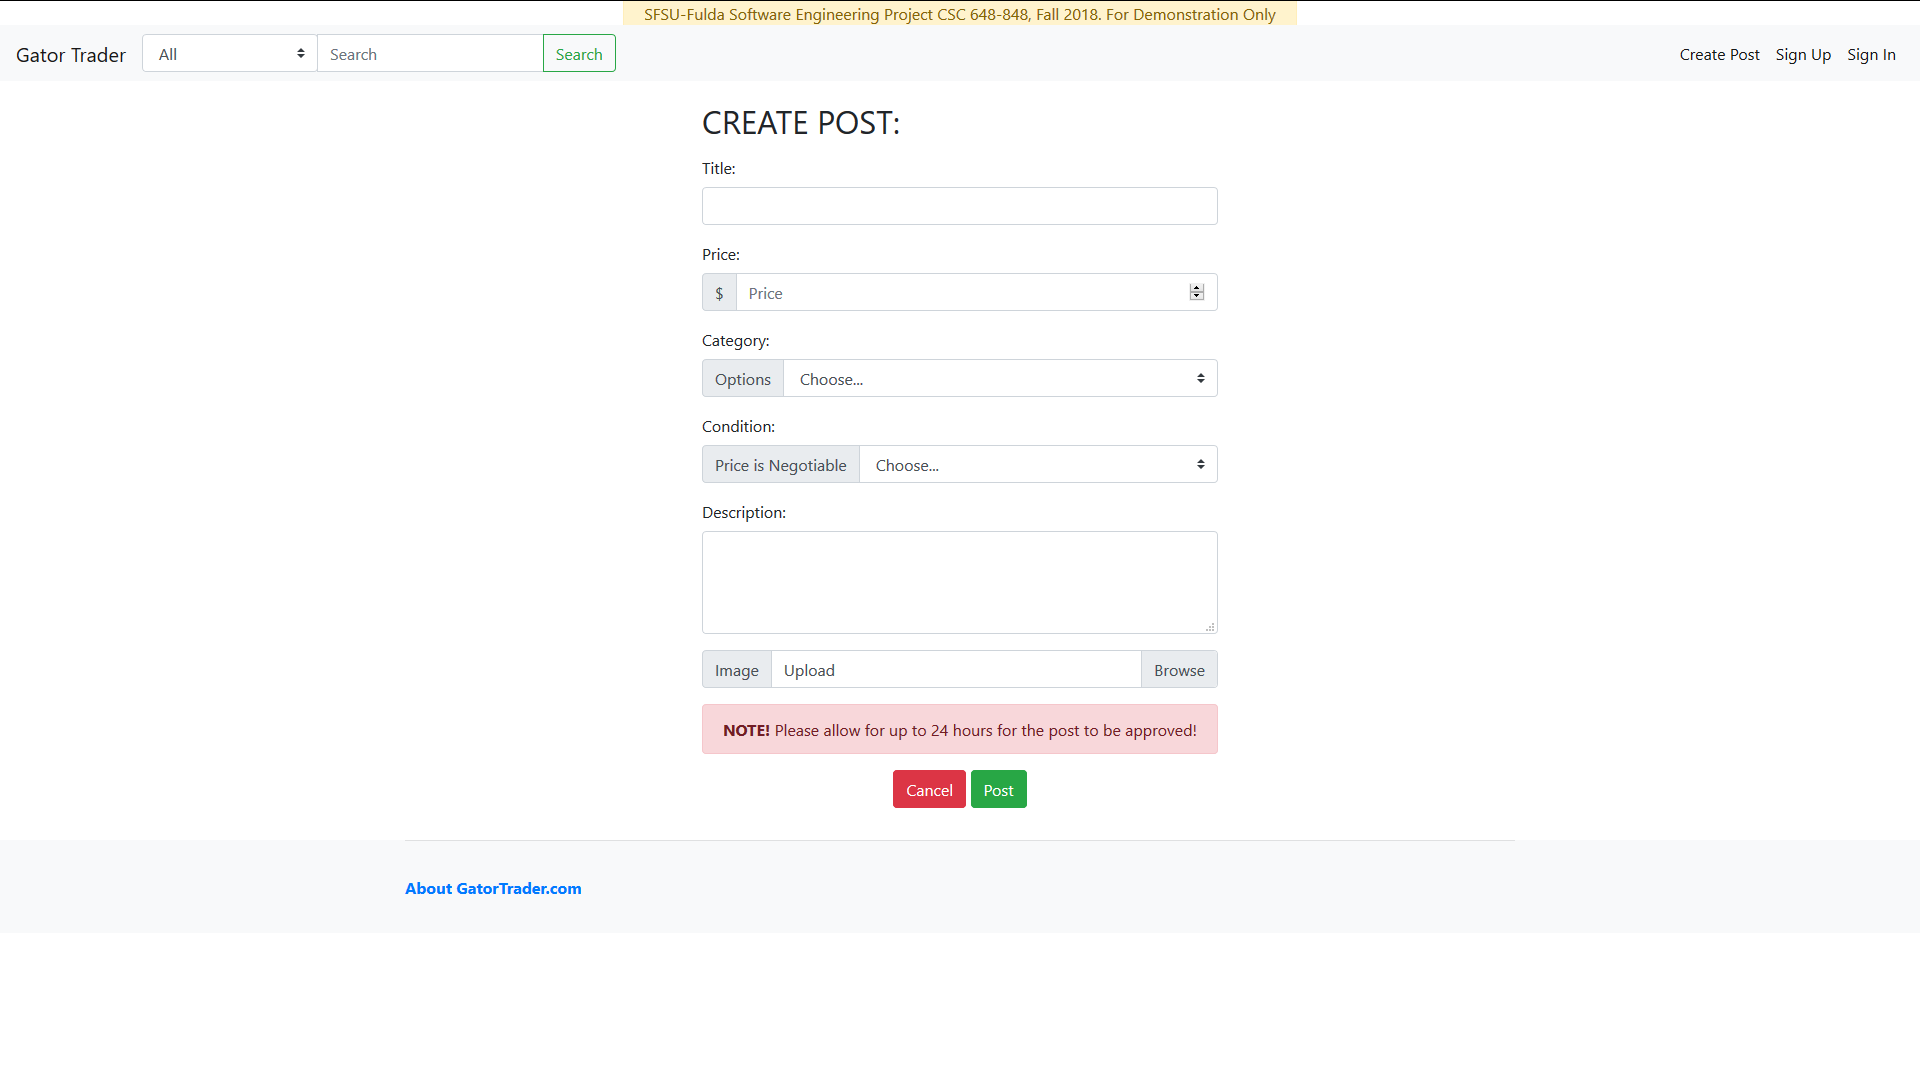 SFSU-Fulda Software Engineering Project CSC 648-848, Fall 2018. For Demonstration Only
Gator Trader All Search Search Create Post Sign Up Sign In
CREATE POST:
Title:
Price:
$ Price
Category:
Options Choose...
Condition:
Price is Negotiable Choose...
Description:
Image Upload Browse
NOTE! Please allow for up to 24 hours for the post to be approved!
Cancel Post
About GatorTrader.com